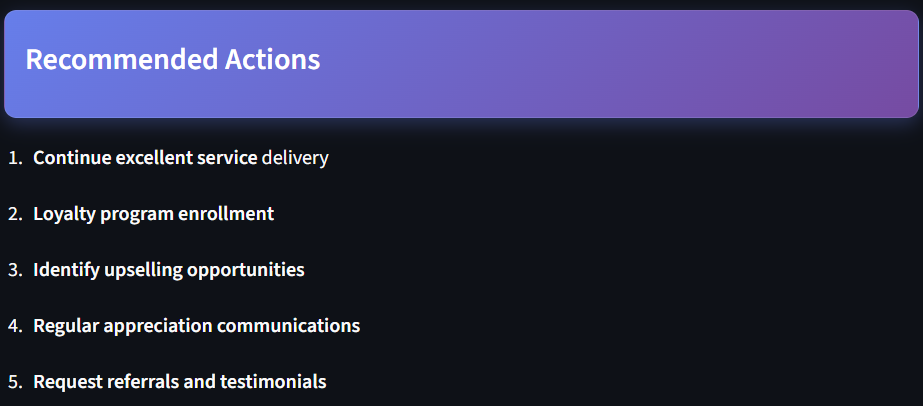 Recommended Actions
1. Continue excellent service delivery
2. Loyalty program enrollment
3. Identify upselling opportunities
4. Regular appreciation communications
5. Request referrals and testimonials